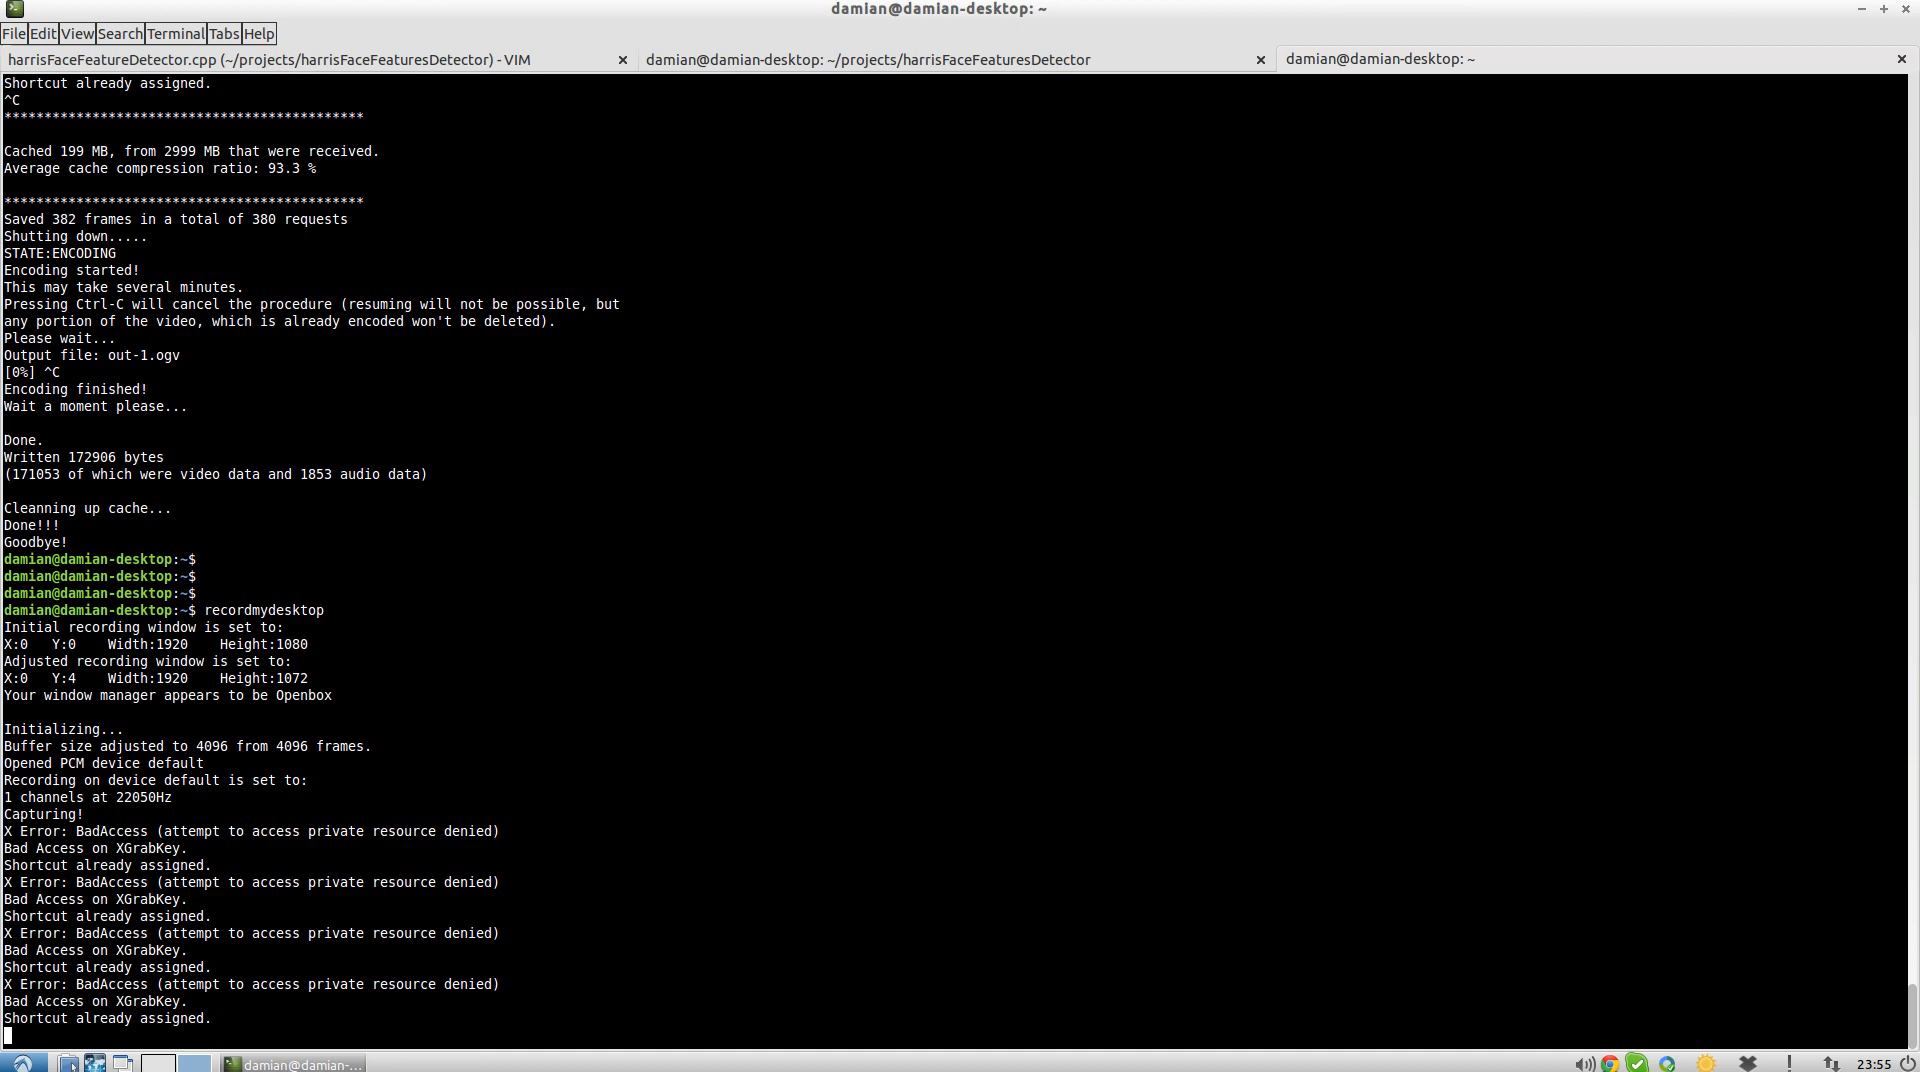 damian@damian-desktop: ~
File Edit View Search Terminal Tabs Help
harrisFaceFeatureDetector.cpp (~/projects/harrisFaceFeaturesDetector) - VIM
damian@damian-desktop: ~/projects/harrisFaceFeaturesDetector
damian@damian-desktop: ~
Shortcut already assigned.
^C
*********************************************
Cached 199 MB, from 2999 MB that were received.
Average cache compression ratio: 93.3 %
*********************************************
Saved 382 frames in a total of 380 requests
Shutting down.....
STATE:ENCODING
Encoding started!
This may take several minutes.
Pressing Ctrl-C will cancel the procedure (resuming will not be possible, but
any portion of the video, which is already encoded won't be deleted).
Please wait...
Output file: out-1.ogv
[0%] ^C
Encoding finished!
Wait a moment please...
Done.
Written 172906 bytes
(171053 of which were video data and 1853 audio data)
Cleanning up cache...
Done!!!
Goodbye!
damian@damian-desktop:~$
damian@damian-desktop:~$
damian@damian-desktop:~$
damian@damian-desktop:~$ recordmydesktop
Initial recording window is set to:
X:0   Y:0    Width:1920    Height:1080
Adjusted recording window is set to:
X:0   Y:4    Width:1920    Height:1072
Your window manager appears to be Openbox
Initializing...
Buffer size adjusted to 4096 from 4096 frames.
Opened PCM device default
Recording on device default is set to:
1 channels at 22050Hz
Capturing!
X Error: BadAccess (attempt to access private resource denied)
Bad Access on XGrabKey.
Shortcut already assigned.
X Error: BadAccess (attempt to access private resource denied)
Bad Access on XGrabKey.
Shortcut already assigned.
X Error: BadAccess (attempt to access private resource denied)
Bad Access on XGrabKey.
Shortcut already assigned.
X Error: BadAccess (attempt to access private resource denied)
Bad Access on XGrabKey.
Shortcut already assigned.
damian@damian-...
23:55